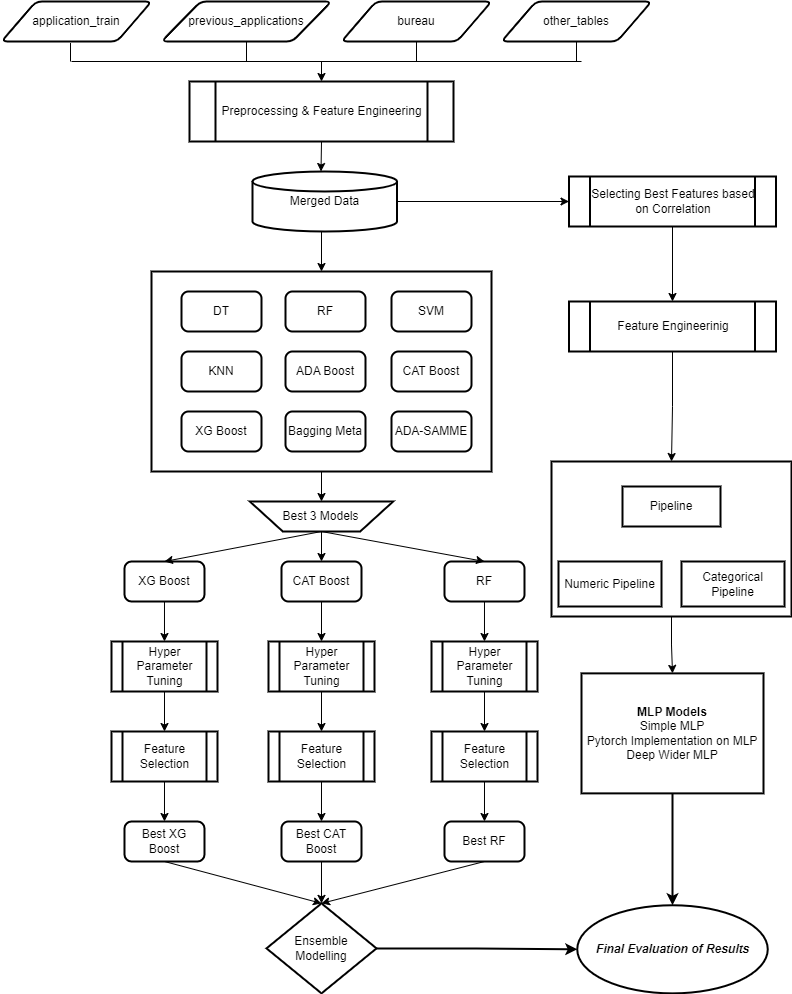 application_train
previous_applications
bureau
other_tables
Preprocessing & Feature Engineering
Merged Data
Selecting Best Features based
on Correlation
Feature Engineerinig
DT
RF
SVM
KNN
ADA Boost
CAT Boost
XG Boost
Bagging Meta
ADA-SAMME
Best 3 Models
Pipeline
Numeric Pipeline
Categorical
Pipeline
XG Boost
CAT Boost
RF
Hyper
Parameter
Tuning
Hyper
Parameter
Tuning
Hyper
Parameter
Tuning
Feature
Selection
Feature
Selection
Feature
Selection
MLP Models
Simple MLP
Pytorch Implementation on MLP
Deep Wider MLP
Best XG
Boost
Best CAT
Boost
Best RF
Ensemble
Modelling
Final Evaluation of Results